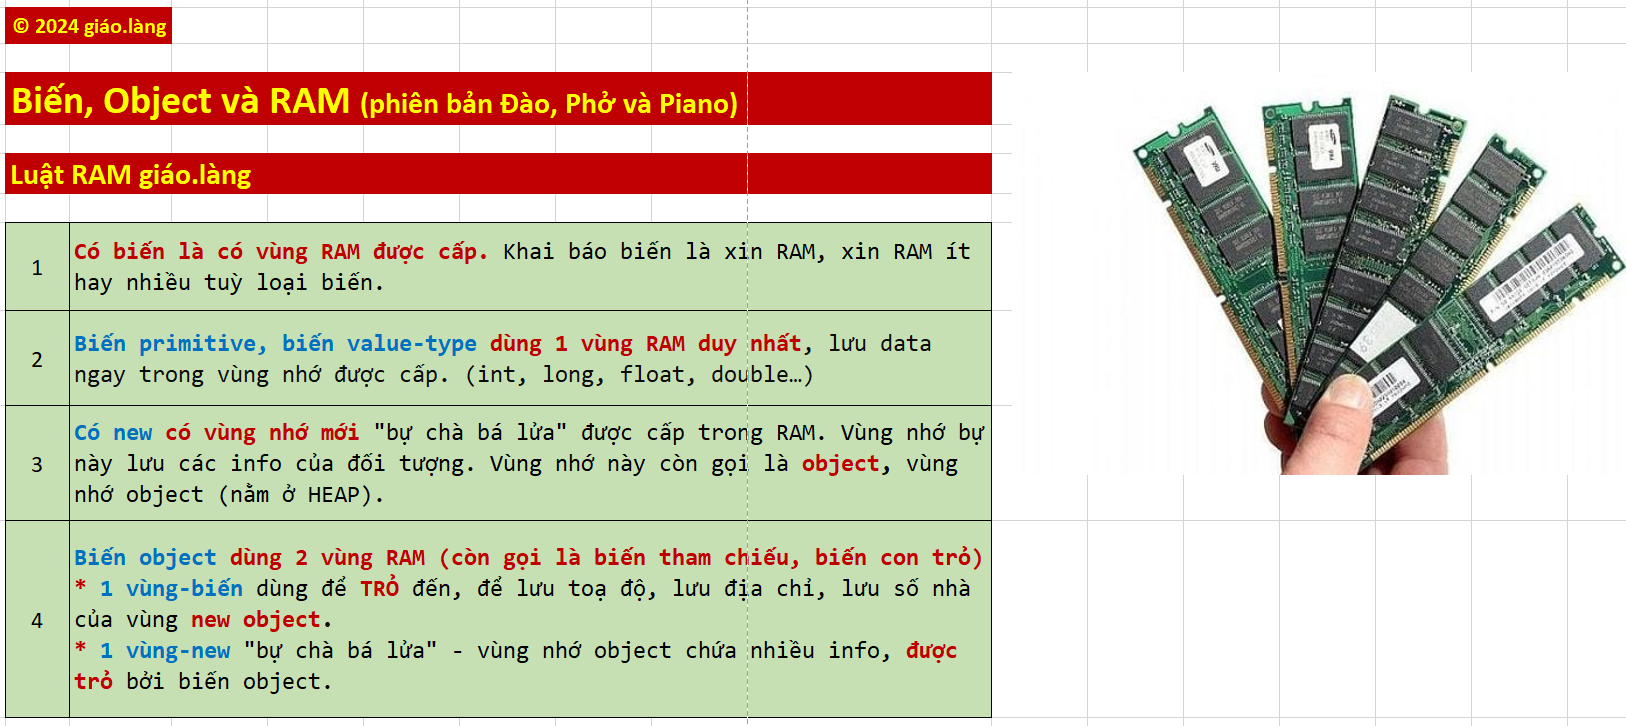 © 2024 giáo.làng
Biến, Object và RAM (phiên bản Đào, Phở và Piano)
Luật RAM giáo.làng
1
Có biến là có vùng RAM được cấp. Khai báo biến là xin RAM, xin RAM ít
hay nhiều tuỳ loại biến.
2
Biến primitive, biến value-type dùng 1 vùng RAM duy nhất, lưu data
ngay trong vùng nhớ được cấp. (int, long, float, double…)
3
Có new có vùng nhớ mới "bự chà bá lửa" được cấp trong RAM. Vùng nhớ bự
này lưu các info của đối tượng. Vùng nhớ này còn gọi là object, vùng
nhớ object (nằm ở HEAP).
4
Biến object dùng 2 vùng RAM (còn gọi là biến tham chiếu, biến con trỏ)
* 1 vùng-biến dùng để TRỎ đến, để lưu toạ độ, lưu địa chỉ, lưu số nhà
của vùng new object.
* 1 vùng-new "bự chà bá lửa" - vùng nhớ object chứa nhiều info, được
trỏ bởi biến object.